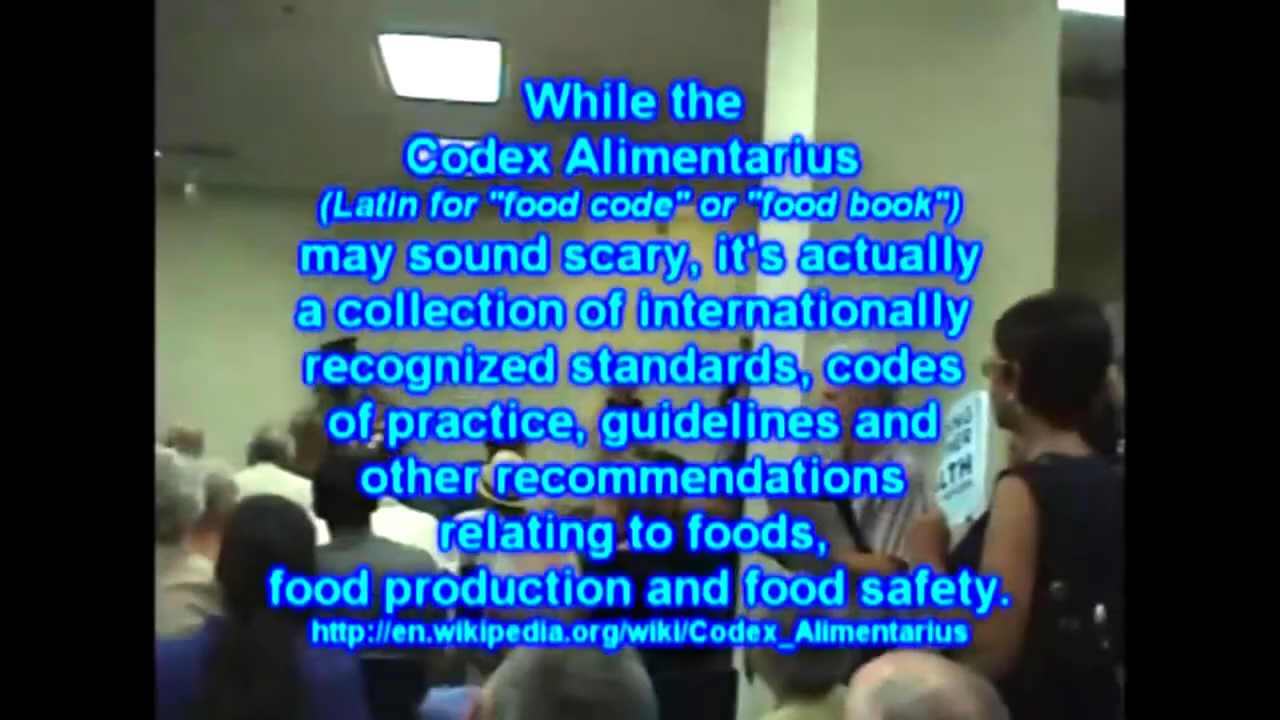 While the
Codex Alimentarius
(Latin for "food code" or "food book")
may sound scary, it's actually
a collection of internationally
recognized standards, codes
of practice, guidelines and
other recommendations
relating to foods,
food production and food safety.
http://en.wikipedia.org/wiki/Codex_Alimentarius